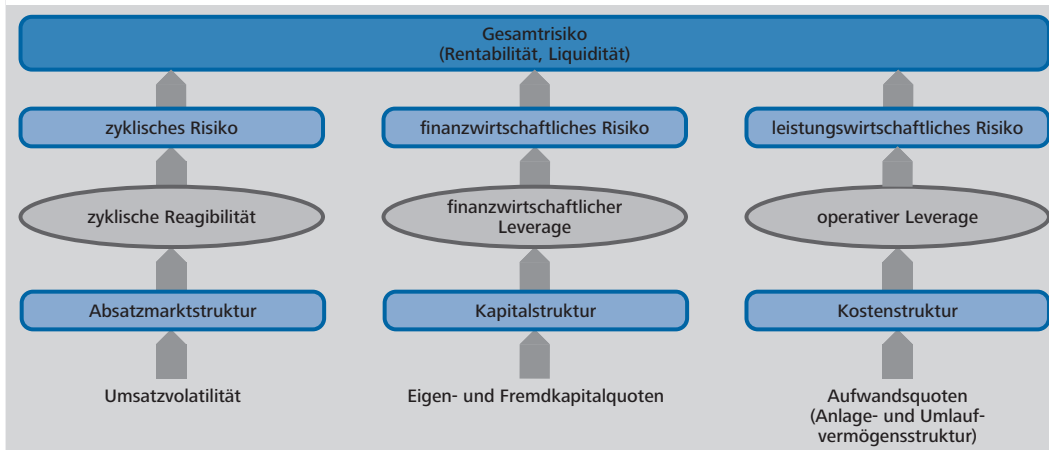 Gesamtrisiko
(Rentabilität, Liquidität)
zyklisches Risiko
finanzwirtschaftliches Risiko
leistungswirtschaftliches Risiko
zyklische Reagibilität
finanzwirtschaftlicher
Leverage
operativer Leverage
Absatzmarktstruktur
Kapitalstruktur
Kostenstruktur
Umsatzvolatilität
Eigen- und Fremdkapitalquoten
Aufwandsquoten
(Anlage- und Umlauf-
vermögensstruktur)